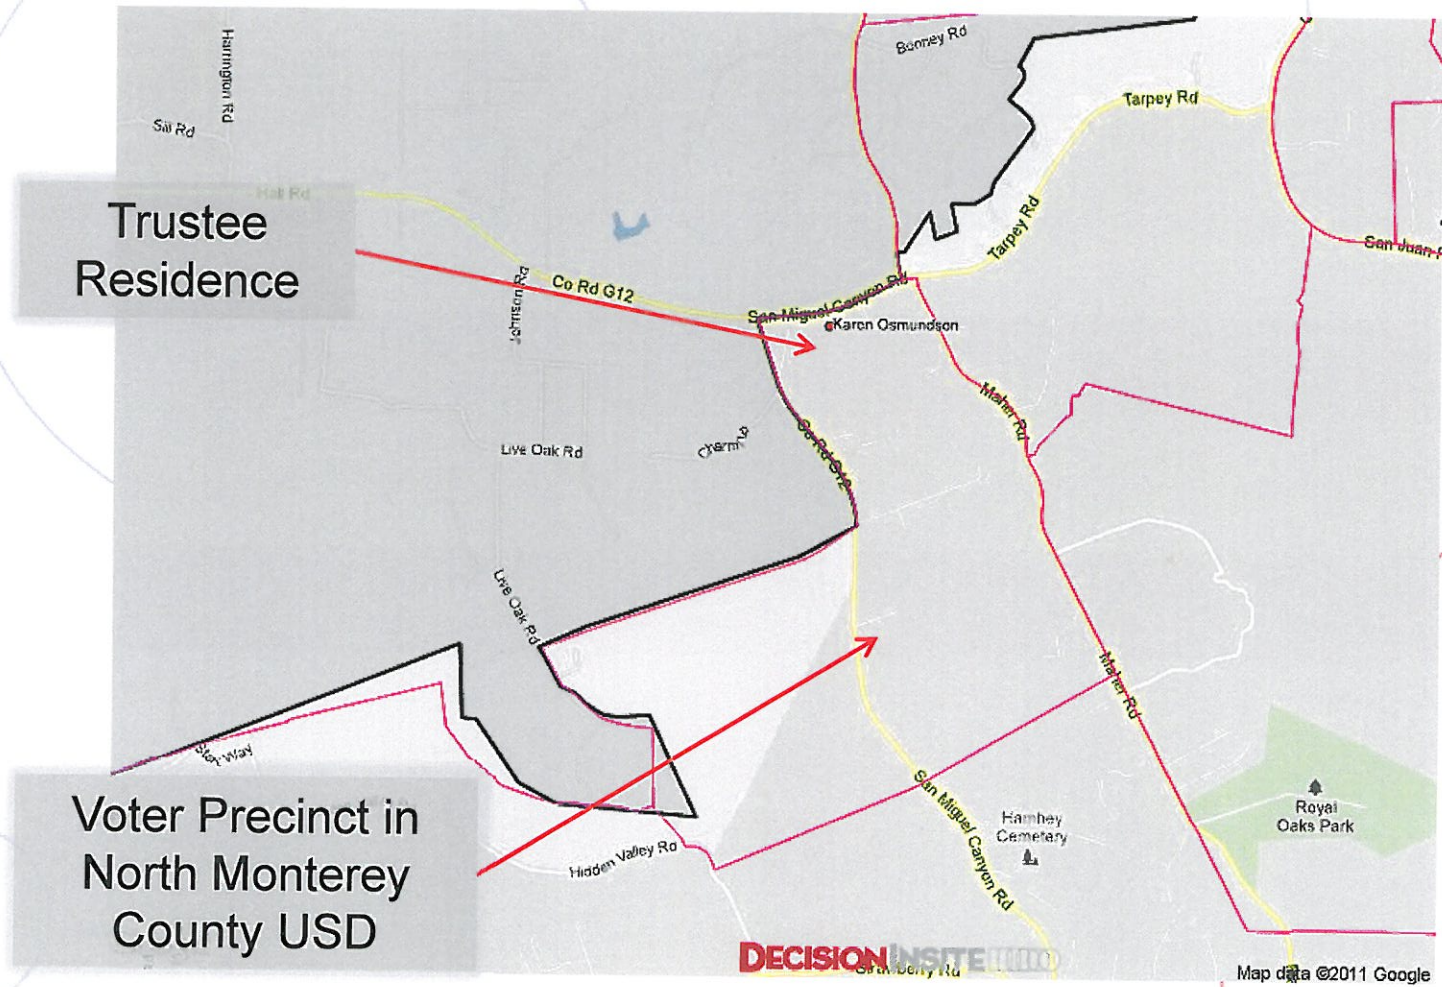 Harrington Rd
Bonney Rd
Tarpey Rd
Sill Rd
Hall Rd
Trustee
Residence
Tarpey Rd
San Juan
Co Rd G12
Johnson Rd
San Miguel Canyon Rd
Karen Osmundson
Maher Rd
Co Rd G12
Live Oak Rd
Live Oak Rd
Maher Rd
Way
Voter Precinct in
North Monterey
County USD
San Miguel Canyon Rd
Hidden Valley Rd
Cemetery
Royal
Oaks Park
DECISIONINSITE
Strawberry Rd
Map data ©2011 Google